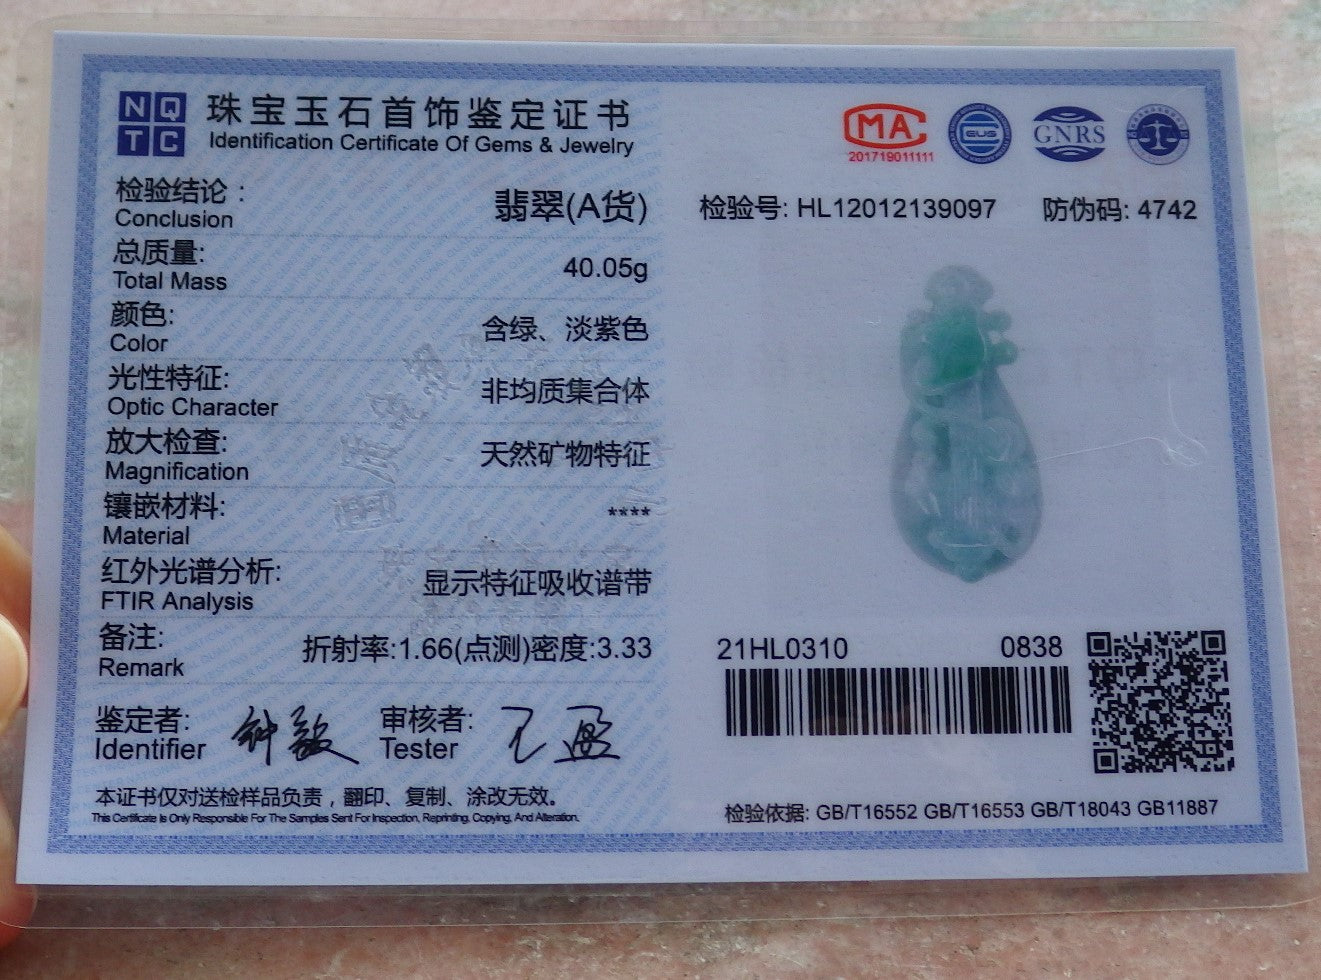 NQ
TC
珠宝玉石首饰鉴定证书
Identification Certificate Of Gems & Jewelry
检验结论：
Conclusion
翡翠(A货)
总质量:
Total Mass
40.05g
颜色:
Color
含绿、淡紫色
光性特征:
Optic Character
非均质集合体
放大检查:
Magnification
天然矿物特征
镶嵌材料:
Material
****
红外光谱分析:
FTIR Analysis
显示特征吸收谱带
备注:
Remark
折射率:1.66(点测)密度:3.33
鉴定者:
Identifier
审核者:
Tester
本证书仅对送检样品负责，翻印、复制、涂改无效。
This Certificate Is Only Responsible For The Samples Sent For Inspection, Reprinting, Copying, And Alteration.
MA
201719011111
GNRS
检验号: HL12012139097
防伪码: 4742
21HL0310
0838
检验依据: GB/T16552 GB/T16553 GB/T18043 GB11887